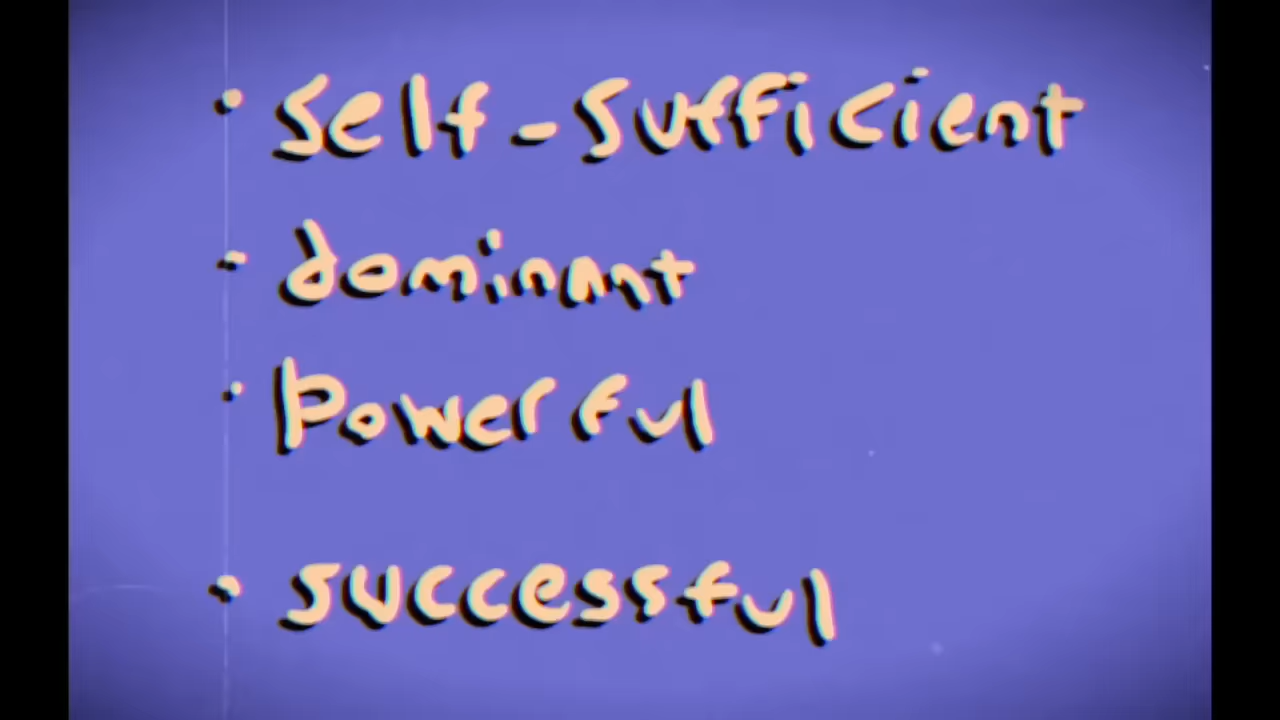 • Self-Sufficient
• dominant
• Powerful
• successful